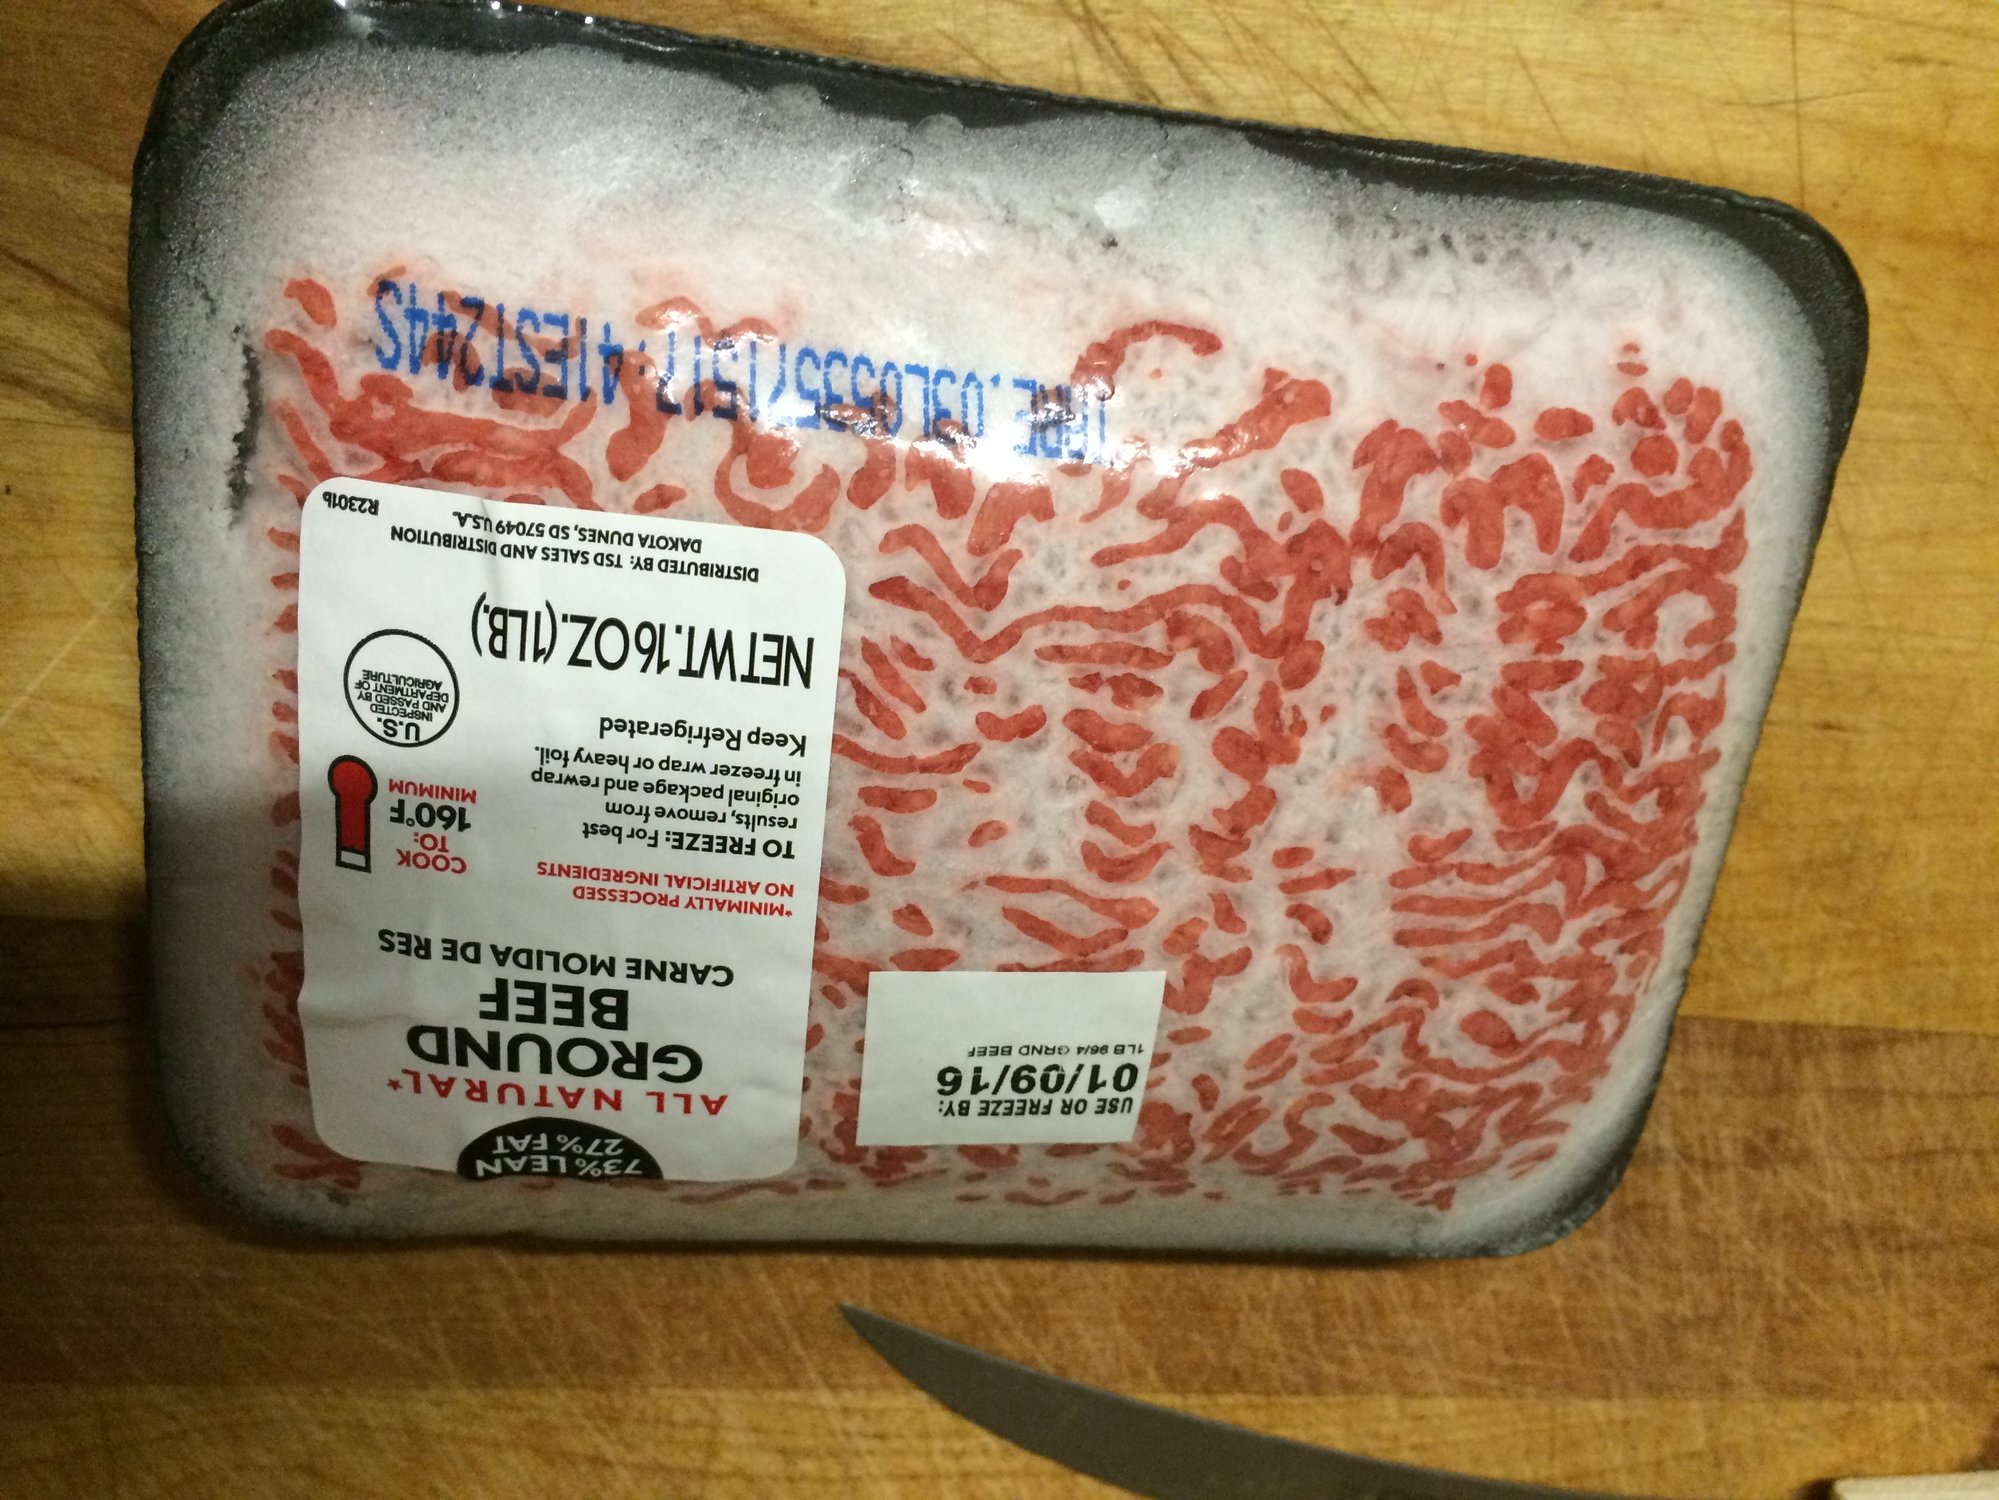 73% LEAN
27% FAT
ALL NATURAL*
GROUND
BEEF
CARNE MOLIDA DE RES
*MINIMALLY PROCESSED
NO ARTIFICIAL INGREDIENTS
TO FREEZE: For best
results, remove from
original package and rewrap
in freezer wrap or heavy foil.
Keep Refrigerated
COOK
TO:
160°F
MINIMUM
U.S.
INSPECTED
AND PASSED BY
DEPARTMENT OF
AGRICULTURE
NET WT. 16 OZ. (1LB.)
DISTRIBUTED BY: TSD SALES AND DISTRIBUTION
DAKOTA DUNES, SD 57049 U.S.A.
R2301b
USE OR FREEZE BY:
01/09/16
1LB 96/4 GRND BEEF